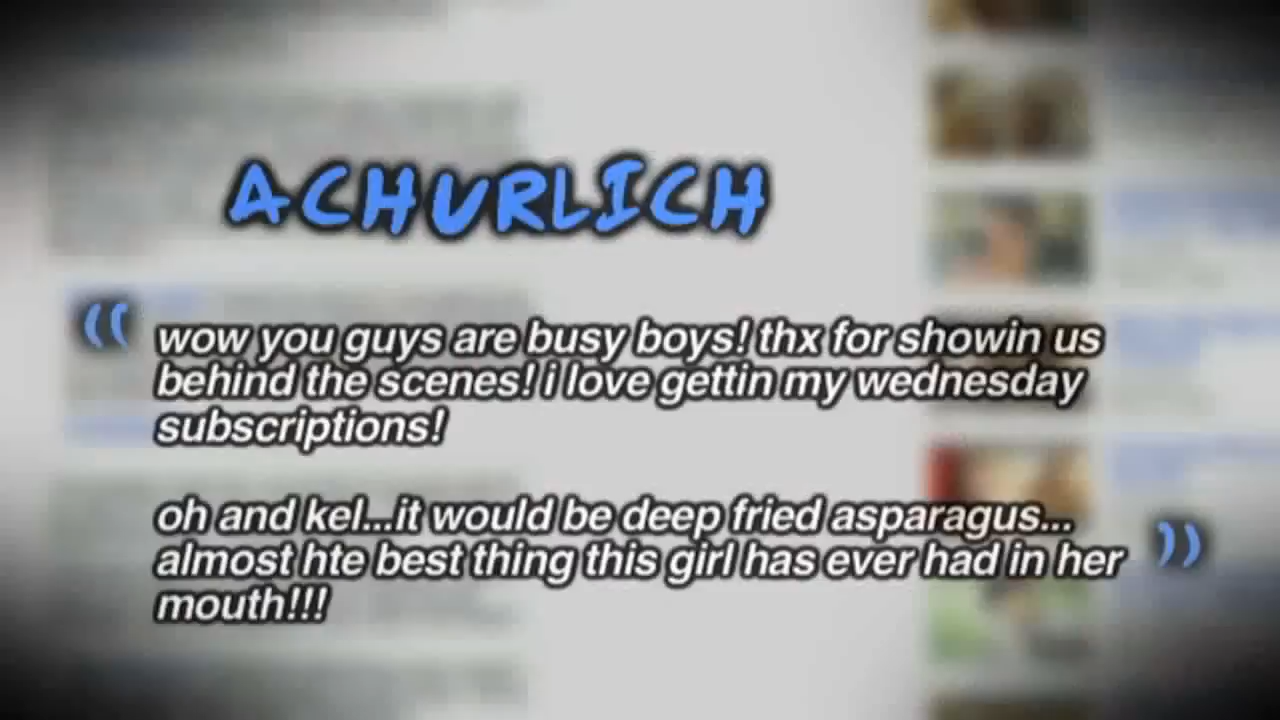 ACHURLICH
“wow you guys are busy boys! thx for showin us
behind the scenes! i love gettin my wednesday
subscriptions!
oh and kel...it would be deep fried asparagus...
almost hte best thing this girl has ever had in her
mouth!!!”